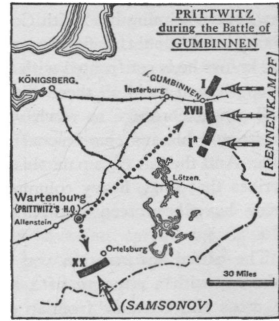 PRITTWITZ
during the Battle of
GUMBINNEN
KÖNIGSBERG.
Insterburg
GUMBINNEN
I
XVII
Iᴿ
[RENNENKAMPF]
Lötzen.
Wartenburg
(PRITTWITZ'S H.Q.)
Allenstein
Ortelsburg
XX
30 Miles
(SAMSONOV)